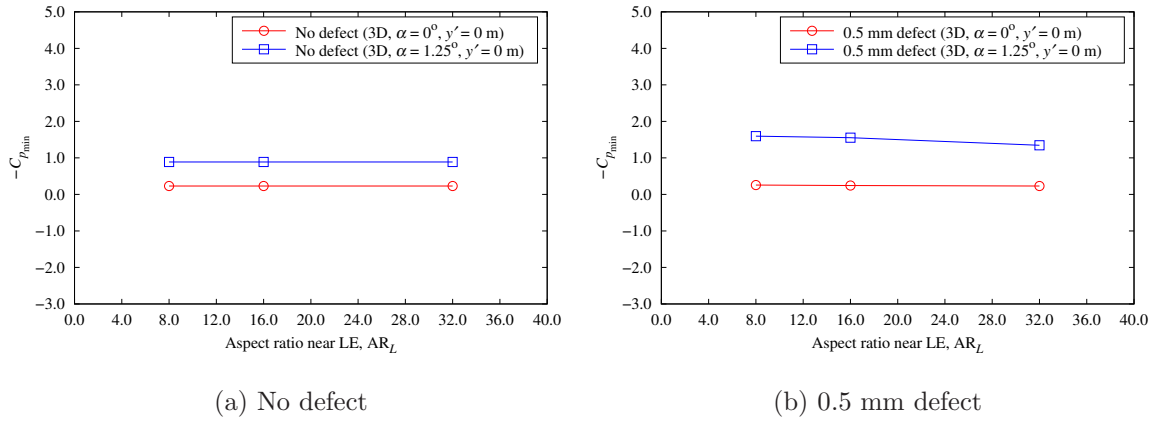 5.0
4.0
3.0
2.0
1.0
0.0
−1.0
−2.0
−3.0
0.0 4.0 8.0 12.0 16.0 20.0 24.0 28.0 32.0 36.0 40.0
−C_{p_{min}}
Aspect ratio near LE, AR_L
No defect (3D, α = 0°, y′ = 0 m)
No defect (3D, α = 1.25°, y′ = 0 m)
(a) No defect
5.0
4.0
3.0
2.0
1.0
0.0
−1.0
−2.0
−3.0
0.0 4.0 8.0 12.0 16.0 20.0 24.0 28.0 32.0 36.0 40.0
−C_{p_{min}}
Aspect ratio near LE, AR_L
0.5 mm defect (3D, α = 0°, y′ = 0 m)
0.5 mm defect (3D, α = 1.25°, y′ = 0 m)
(b) 0.5 mm defect